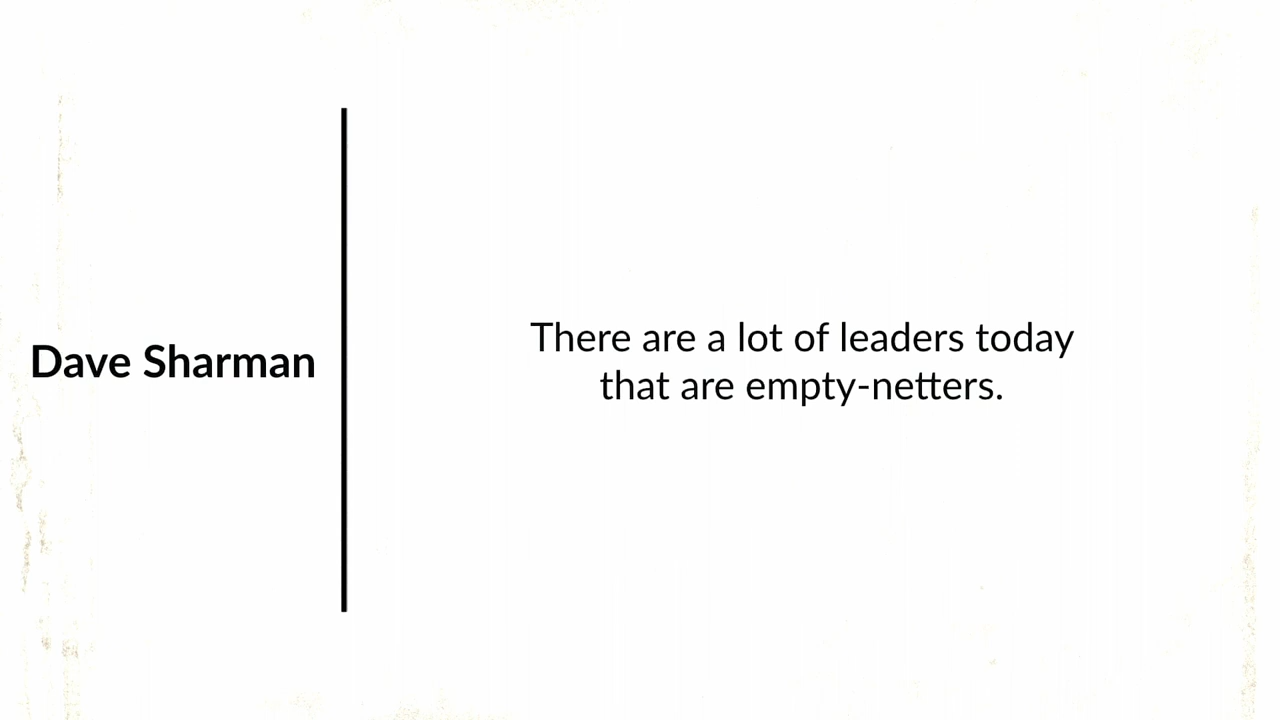 Dave Sharman
There are a lot of leaders today
that are empty-netters.